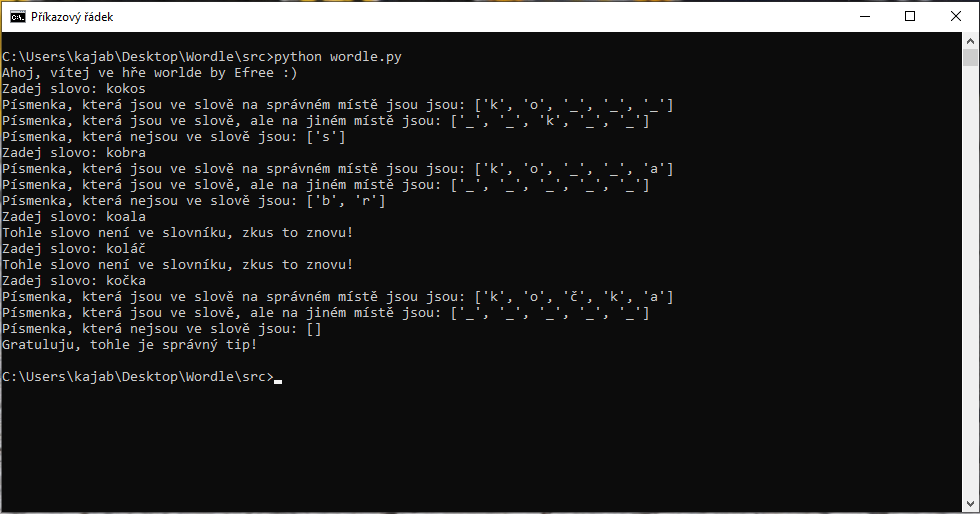 Příkazový řádek
C:\Users\kajab\Desktop\Wordle\src>python wordle.py
Ahoj, vítej ve hře worlde by Efree :)
Zadej slovo: kokos
Písmenka, která jsou ve slově na správném místě jsou jsou: ['k', 'o', '_', '_', '_']
Písmenka, která jsou ve slově, ale na jiném místě jsou: ['_', '_', 'k', '_', '_']
Písmenka, která nejsou ve slově jsou: ['s']
Zadej slovo: kobra
Písmenka, která jsou ve slově na správném místě jsou jsou: ['k', 'o', '_', '_', 'a']
Písmenka, která jsou ve slově, ale na jiném místě jsou: ['_', '_', '_', '_', '_']
Písmenka, která nejsou ve slově jsou: ['b', 'r']
Zadej slovo: koala
Tohle slovo není ve slovníku, zkus to znovu!
Zadej slovo: koláč
Tohle slovo není ve slovníku, zkus to znovu!
Zadej slovo: kočka
Písmenka, která jsou ve slově na správném místě jsou jsou: ['k', 'o', 'č', 'k', 'a']
Písmenka, která jsou ve slově, ale na jiném místě jsou: ['_', '_', '_', '_', '_']
Písmenka, která nejsou ve slově jsou: []
Gratuluju, tohle je správný tip!
C:\Users\kajab\Desktop\Wordle\src>